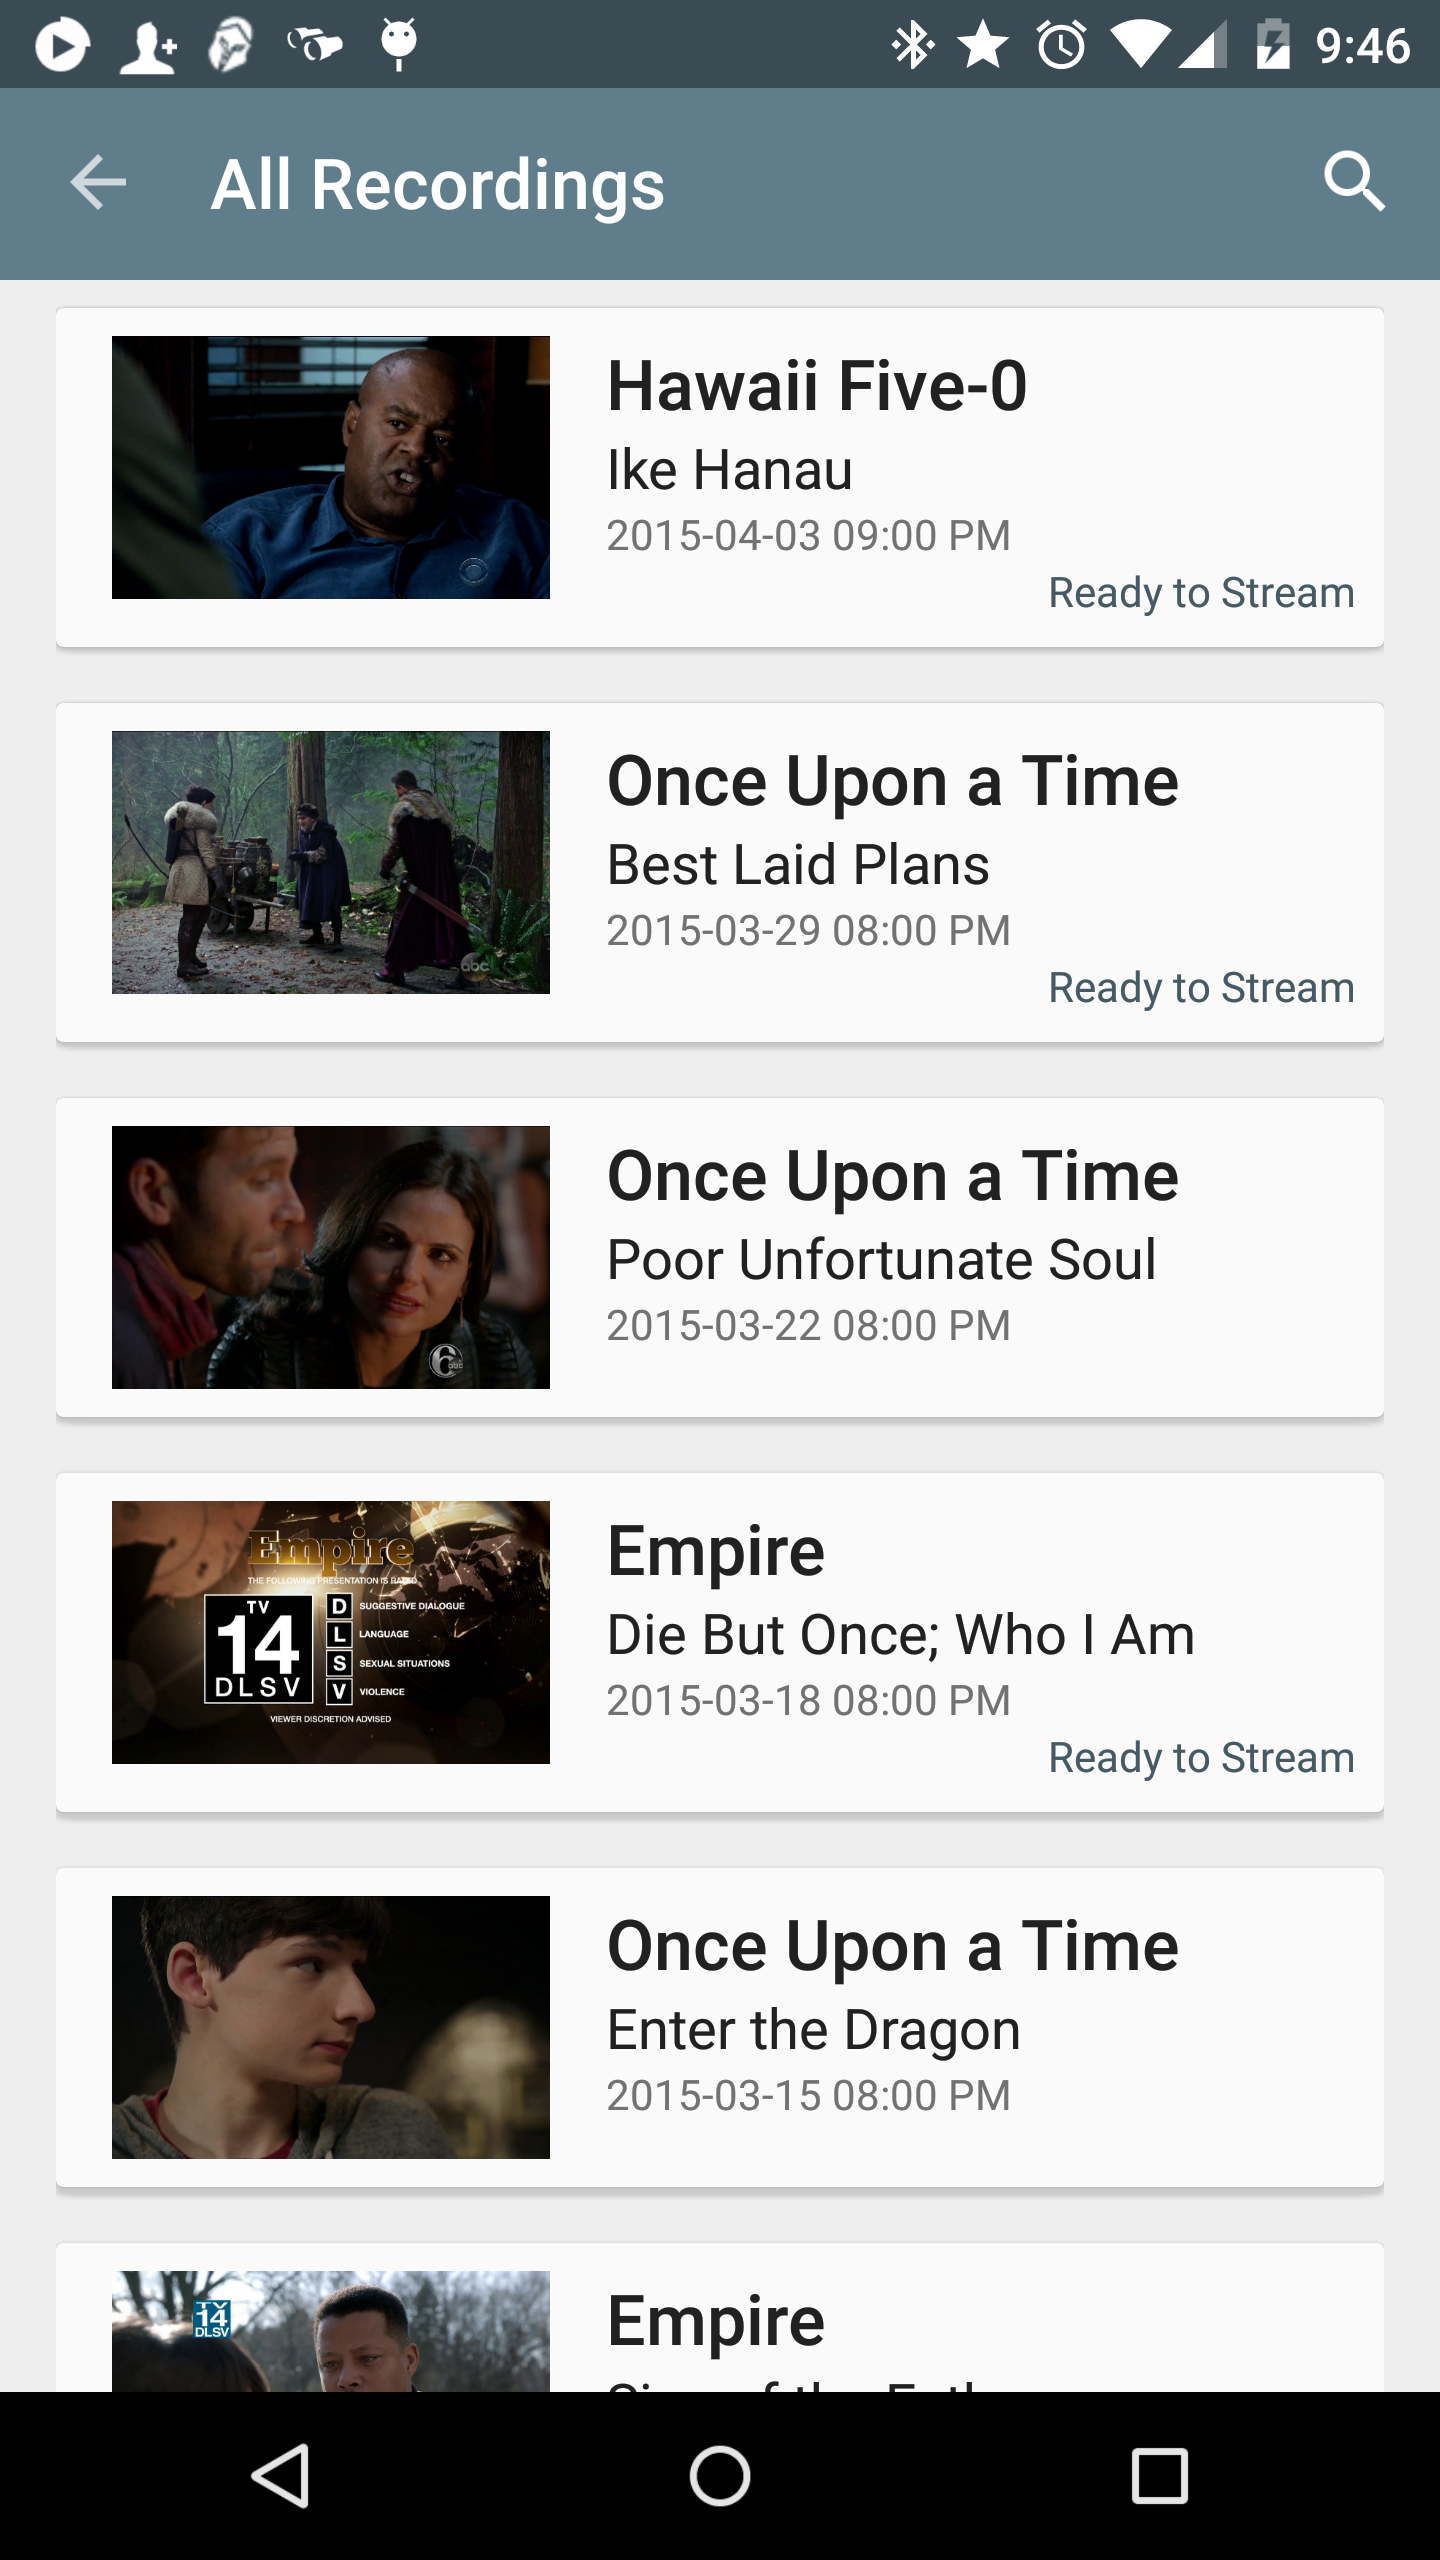 9:46
All Recordings
Hawaii Five-0
Ike Hanau
2015-04-03 09:00 PM
Ready to Stream
Once Upon a Time
Best Laid Plans
2015-03-29 08:00 PM
Ready to Stream
abc
Once Upon a Time
Poor Unfortunate Soul
2015-03-22 08:00 PM
6 abc
Empire
THE FOLLOWING PRESENTATION IS RATED
TV
14
DLSV
D SUGGESTIVE DIALOGUE
L LANGUAGE
S SEXUAL SITUATIONS
V VIOLENCE
VIEWER DISCRETION ADVISED
Empire
Die But Once; Who I Am
2015-03-18 08:00 PM
Ready to Stream
Once Upon a Time
Enter the Dragon
2015-03-15 08:00 PM
TV
14
DLSV
Empire